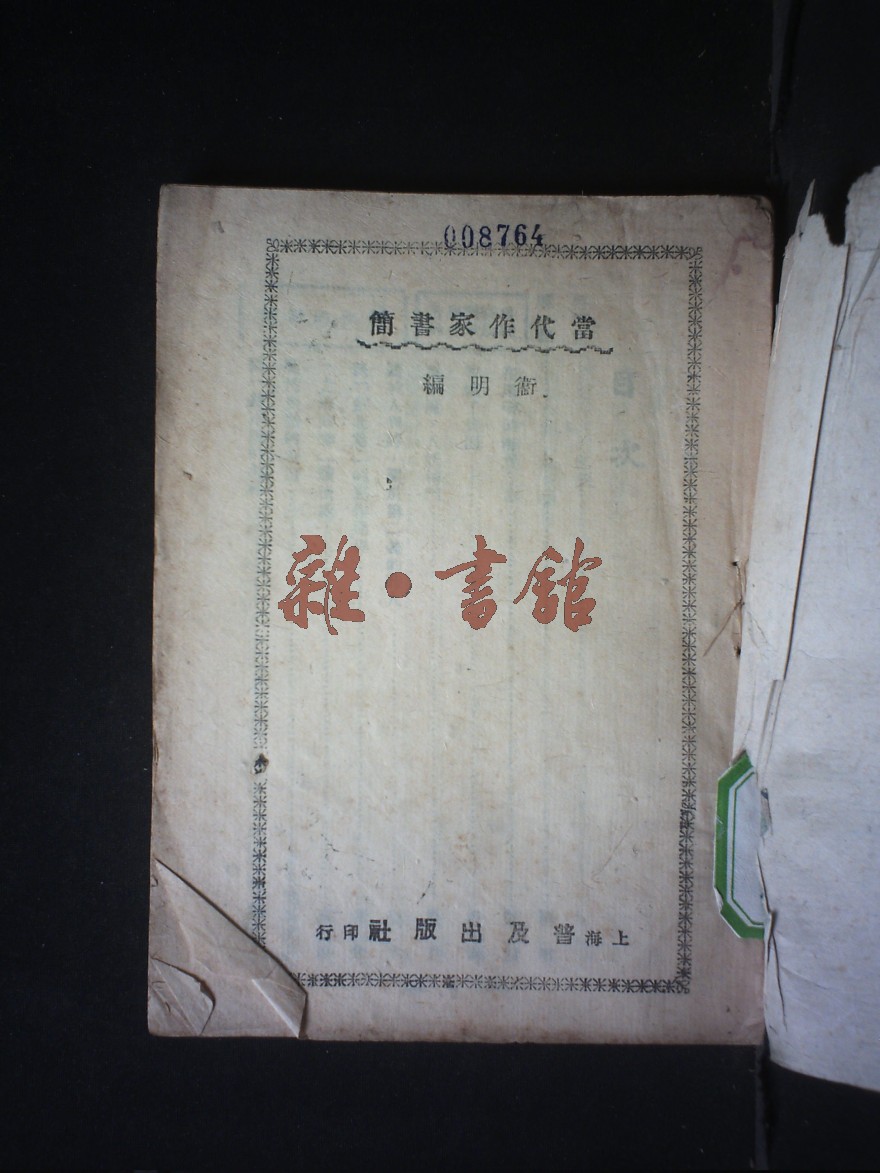 008764
當代作家書簡
衛明編
雜·書館
上海普及出版社印行